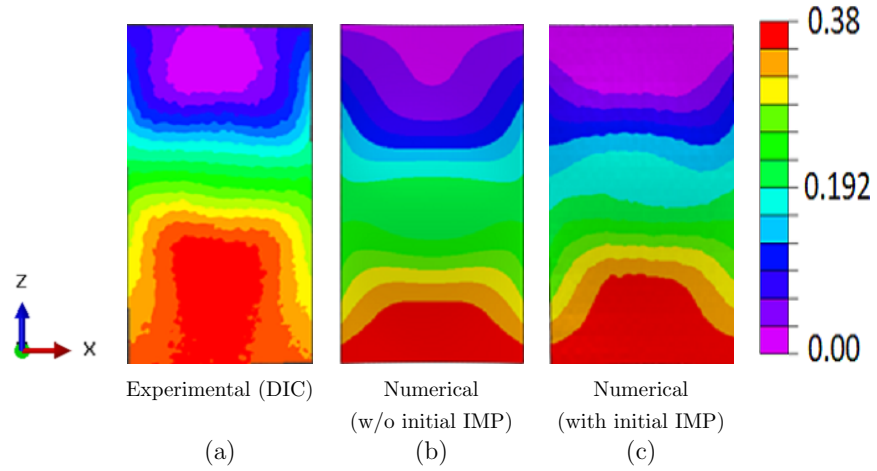 0.38
0.192
0.00
Z
X
Experimental (DIC)
Numerical
(w/o initial IMP)
Numerical
(with initial IMP)
(a)
(b)
(c)